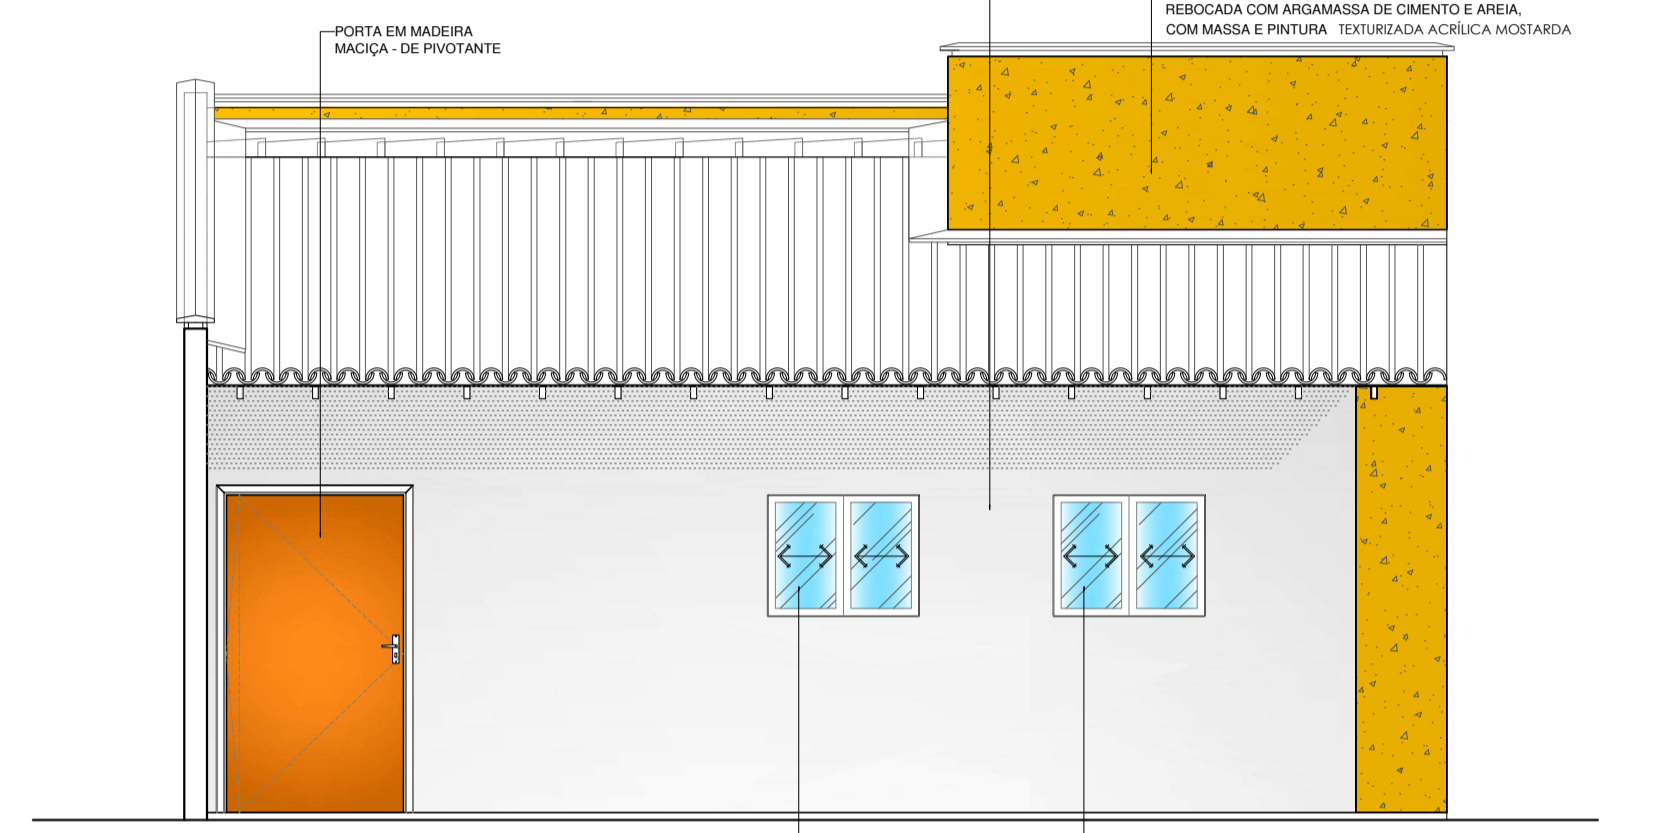 PORTA EM MADEIRA
MACIÇA - DE PIVOTANTE
REBOCADA COM ARGAMASSA DE CIMENTO E AREIA,
COM MASSA E PINTURA TEXTURIZADA ACRÍLICA MOSTARDA